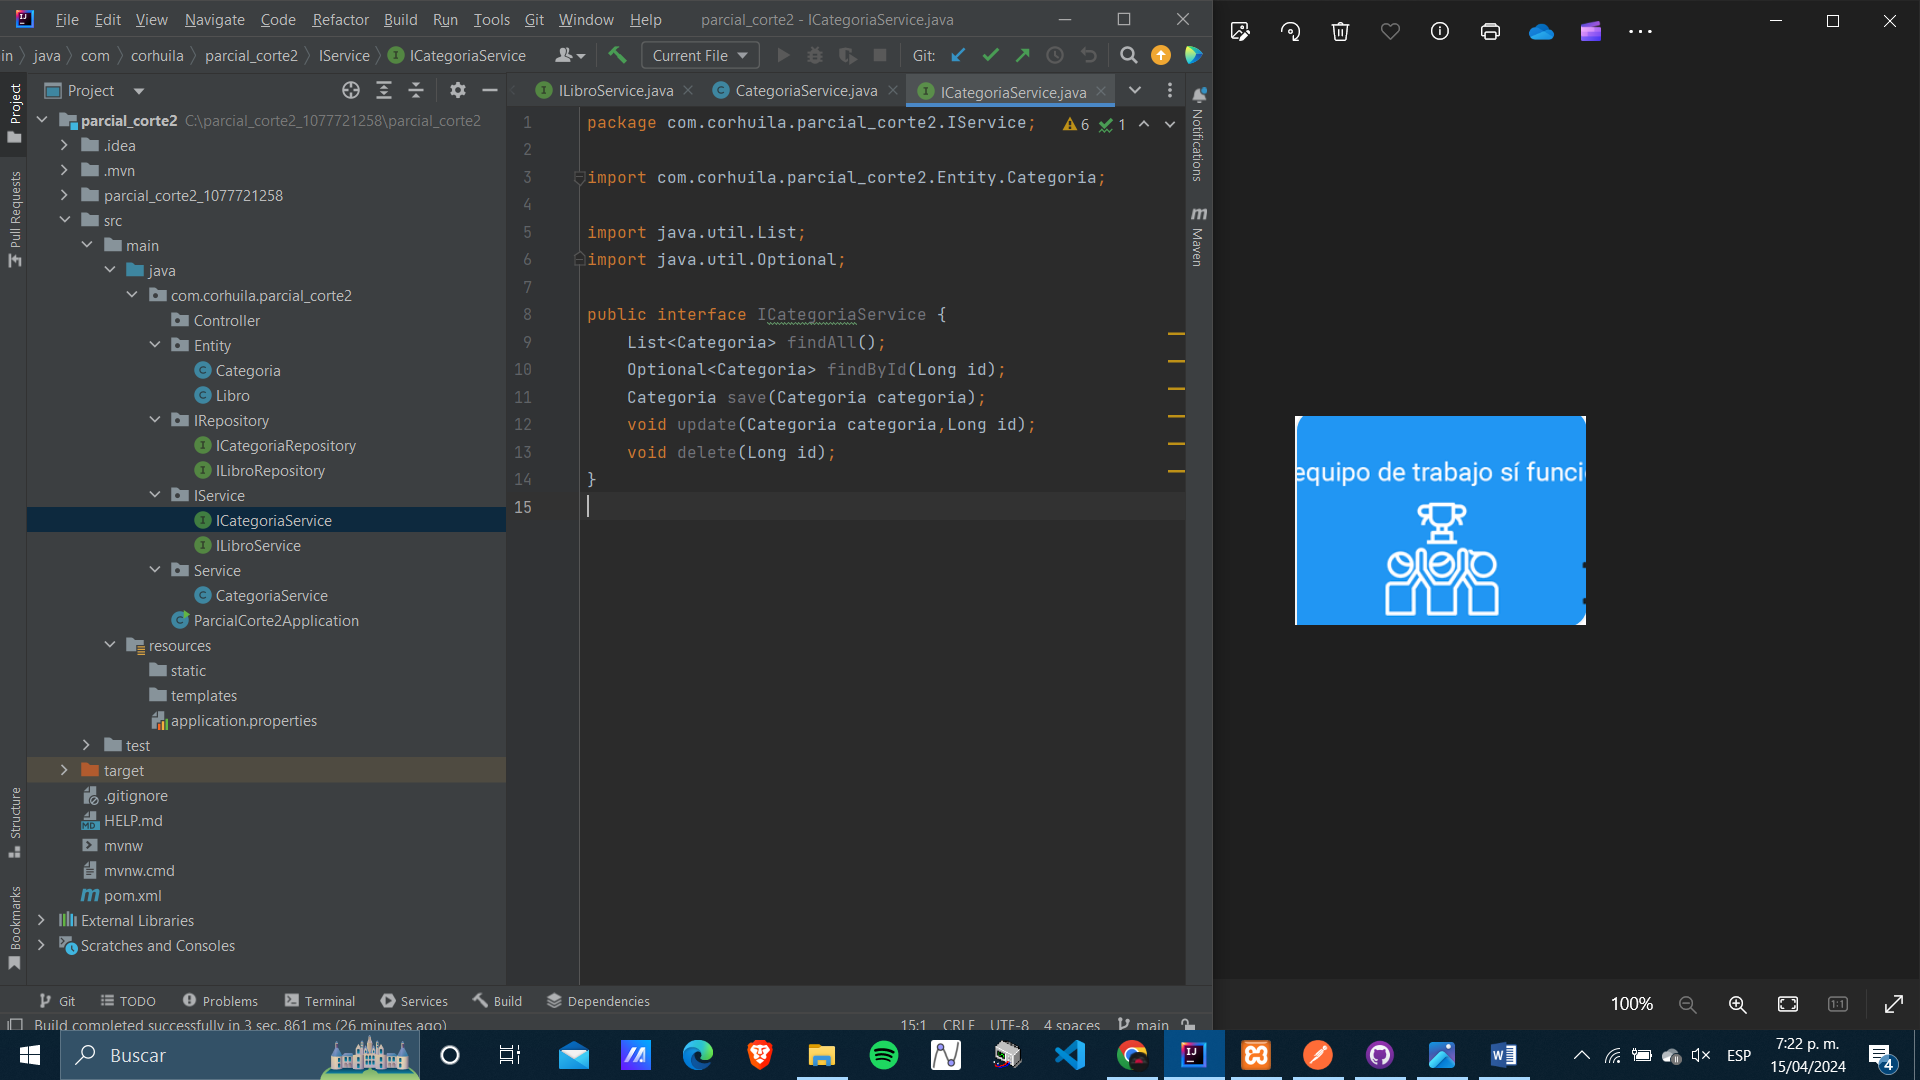 File Edit View Navigate Code Refactor Build Run Tools Git Window Help parcial_corte2 - ICategoriaService.java
in java com corhuila parcial_corte2 IService ICategoriaService Current File Git:
Project ILibroService.java CategoriaService.java ICategoriaService.java
parcial_corte2 C:\parcial_corte2_1077721258\parcial_corte2
.idea
.mvn
parcial_corte2_1077721258
src
main
java
com.corhuila.parcial_corte2
Controller
Entity
Categoria
Libro
IRepository
ICategoriaRepository
ILibroRepository
IService
ICategoriaService
ILibroService
Service
CategoriaService
ParcialCorte2Application
resources
static
templates
application.properties
test
target
.gitignore
HELP.md
mvnw
mvnw.cmd
pom.xml
External Libraries
Scratches and Consoles
Project
Pull Requests
Structure
Bookmarks
1 package com.corhuila.parcial_corte2.IService; 6 1
2
3 import com.corhuila.parcial_corte2.Entity.Categoria;
4
5 import java.util.List;
6 import java.util.Optional;
7
8 public interface ICategoriaService {
9 List<Categoria> findAll();
10 Optional<Categoria> findById(Long id);
11 Categoria save(Categoria categoria);
12 void update(Categoria categoria,Long id);
13 void delete(Long id);
14 }
15
Notifications
Maven
equipo de trabajo sí funci
100% 1:1
Git TODO Problems Terminal Services Build Dependencies
Build completed successfully in 3 sec, 861 ms (26 minutes ago) 15:1 CRLF UTF-8 4 spaces main
Buscar ESP 7:22 p. m.
15/04/2024 4